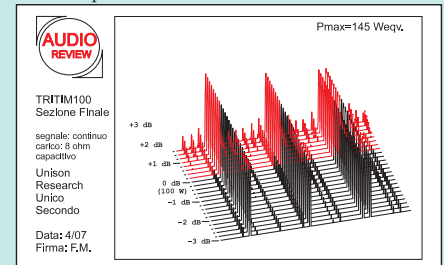 AUDIO
REVIEW
Pmax=145 Weqv.
TRITIM100
Sezione Finale
segnale: continuo
carico: 8 ohm
capacitivo
Unison
Research
Unico
Secondo
Data: 4/07
Firma: F.M.
+3 dB
+2 dB
+1 dB
0 dB
(100 W)
-1 dB
-2 dB
-3 dB